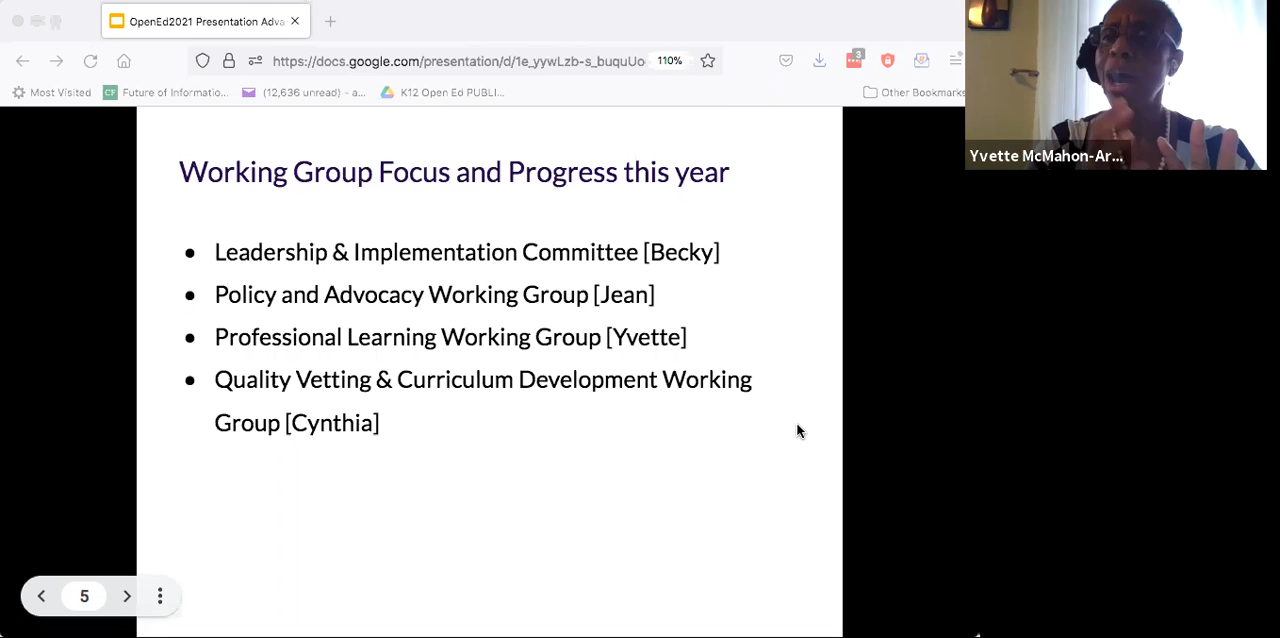 OpenEd2021 Presentation Adva
https://docs.google.com/presentation/d/1e_yywLzb-s_buquUo
110%
3
Most Visited
Future of Informatio...
(12,636 unread) - a...
K12 Open Ed PUBLI...
Other Bookmarks
Yvette McMahon-Ar...
Working Group Focus and Progress this year
• Leadership & Implementation Committee [Becky]
• Policy and Advocacy Working Group [Jean]
• Professional Learning Working Group [Yvette]
• Quality Vetting & Curriculum Development Working
Group [Cynthia]
5